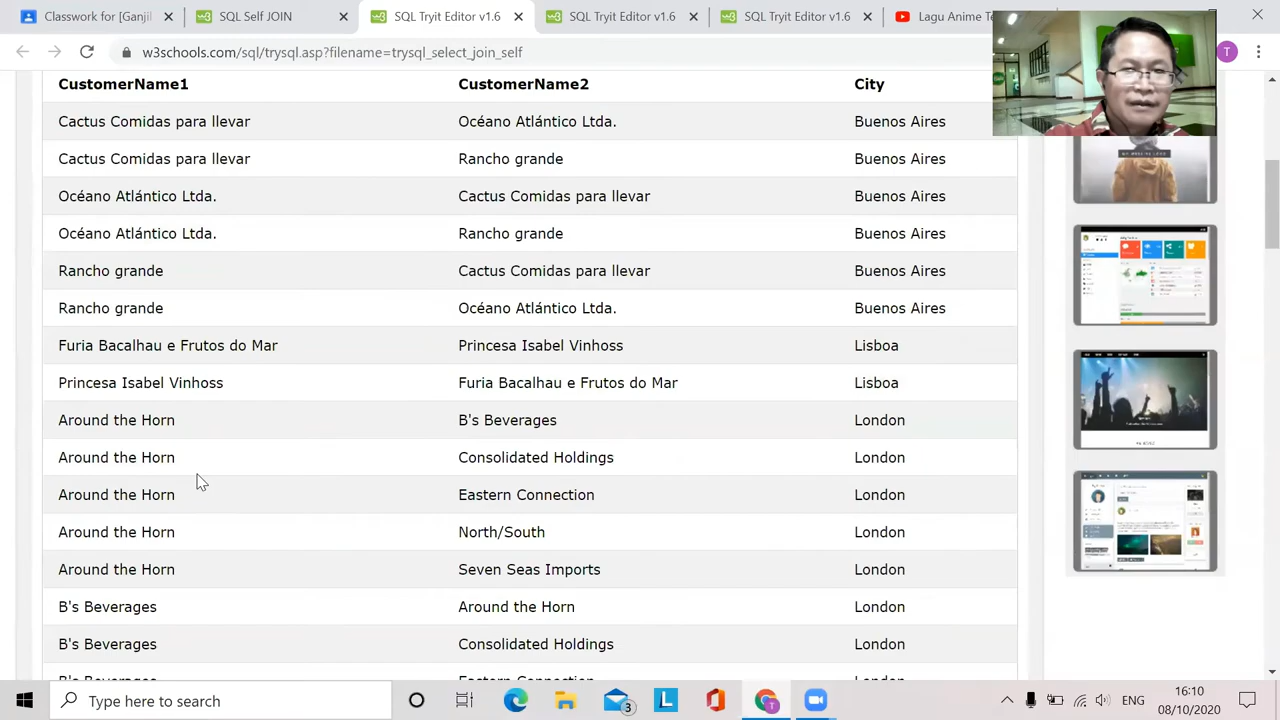 Classwork for (Ganjil
SQL Self JOIN
SQL Tryit Editor v1.6
SQL Tryit Editor v1.6
SQL Tryit Editor v1.6
Lagu Anime Te
w3schools.com/sql/trysql.asp?filename=trysql_select_join_self
T
CustomerName1 CustomerName2 City
Cactus Comidas para llevar Océano Atlántico Ltda. Buenos Aires
Cactus Comidas para llevar Rancho grande Buenos Aires
Océano Atlántico Ltda. Cactus Comidas para llevar Buenos Aires
Océano Atlántico Ltda. Rancho grande Buenos Aires
Rancho grande Cactus Comidas para llevar Buenos Aires
Rancho grande Océano Atlántico Ltda. Buenos Aires
Furia Bacalhau e Frutos do Mar Princesa Isabel Vinhoss Lisboa
Princesa Isabel Vinhoss Furia Bacalhau e Frutos do Mar Lisboa
Around the Horn B's Beverages London
Around the Horn Consolidated Holdings London
Around the Horn Eastern Connection London
Around the Horn North/South London
Around the Horn Seven Seas Imports London
B's Beverages Around the Horn London
B's Beverages Consolidated Holdings London
Type here to search
3
ENG
16:10
08/10/2020